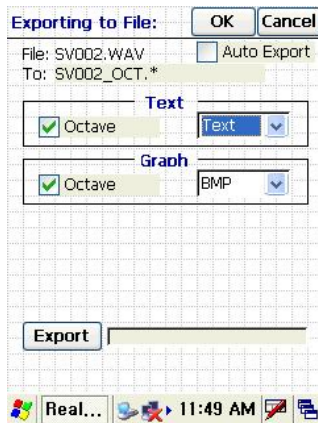 Exporting to File: OK Cancel
File: SV002.WAV Auto Export
To: SV002_OCT.*
Text
Octave Text
Graph
Octave BMP
Export
Real... 11:49 AM